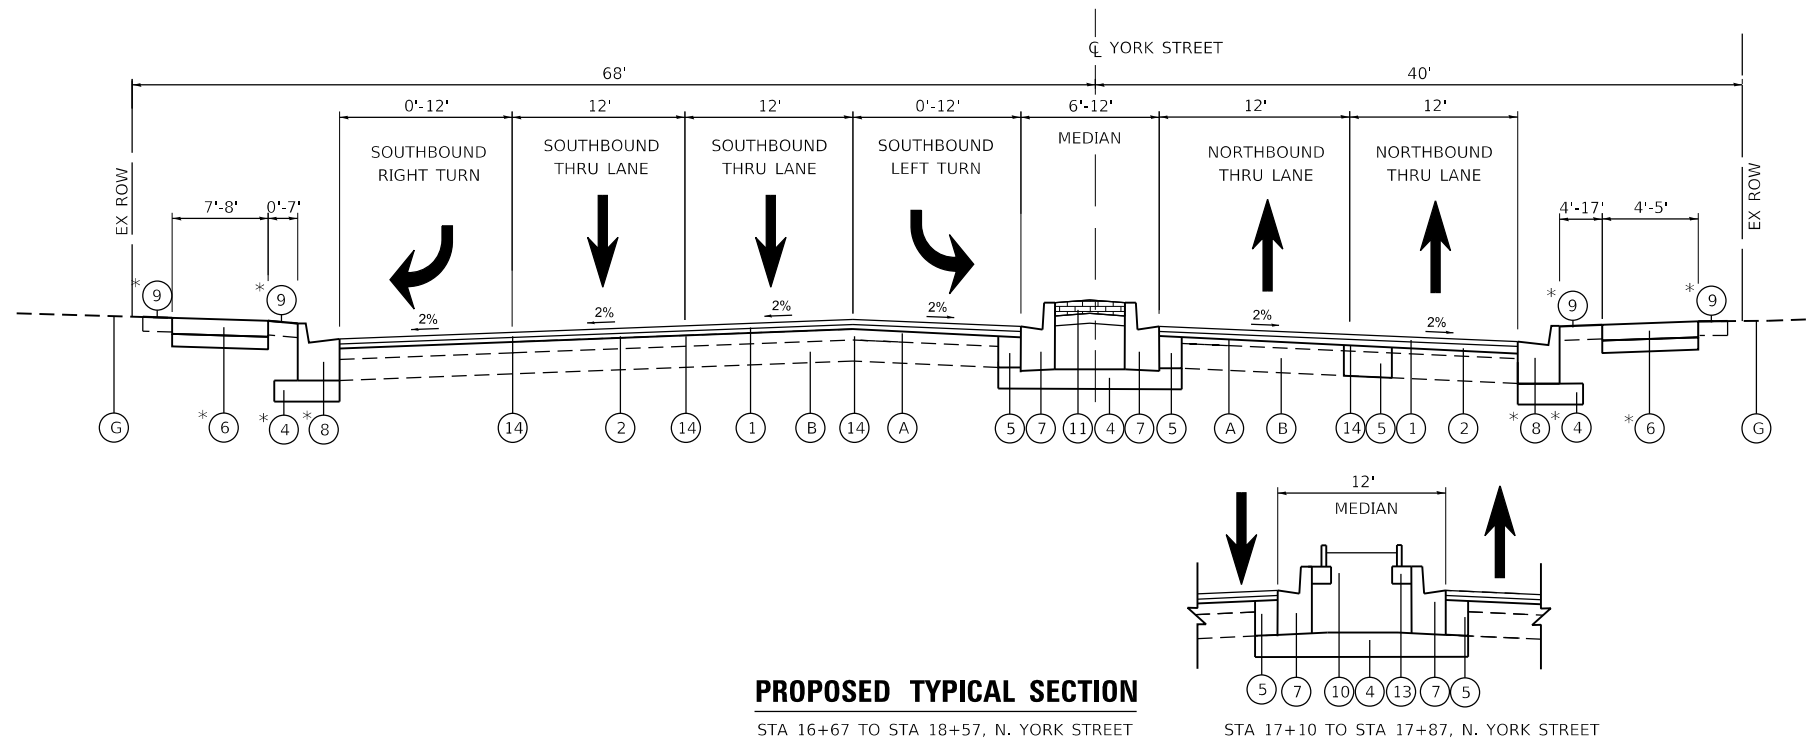 ℄ YORK STREET
68' 40'
0'-12' 12' 12' 0'-12' 6'-12' 12' 12'
SOUTHBOUND RIGHT TURN
SOUTHBOUND THRU LANE
SOUTHBOUND THRU LANE
SOUTHBOUND LEFT TURN
MEDIAN
NORTHBOUND THRU LANE
NORTHBOUND THRU LANE
EX ROW
EX ROW
7'-8' 0'-7' 4'-17' 4'-5'
* 9 * 9 * 9 * 9
2% 2% 2% 2% 2% 2%
G * 6 * 4 * 8 14 2 14 1 B 14 A 5 7 11 4 7 5 A B 14 5 1 2 * 8 * 4 * 6 G
12'
MEDIAN
5 7 10 4 13 7 5
PROPOSED TYPICAL SECTION
STA 16+67 TO STA 18+57, N. YORK STREET
STA 17+10 TO STA 17+87, N. YORK STREET